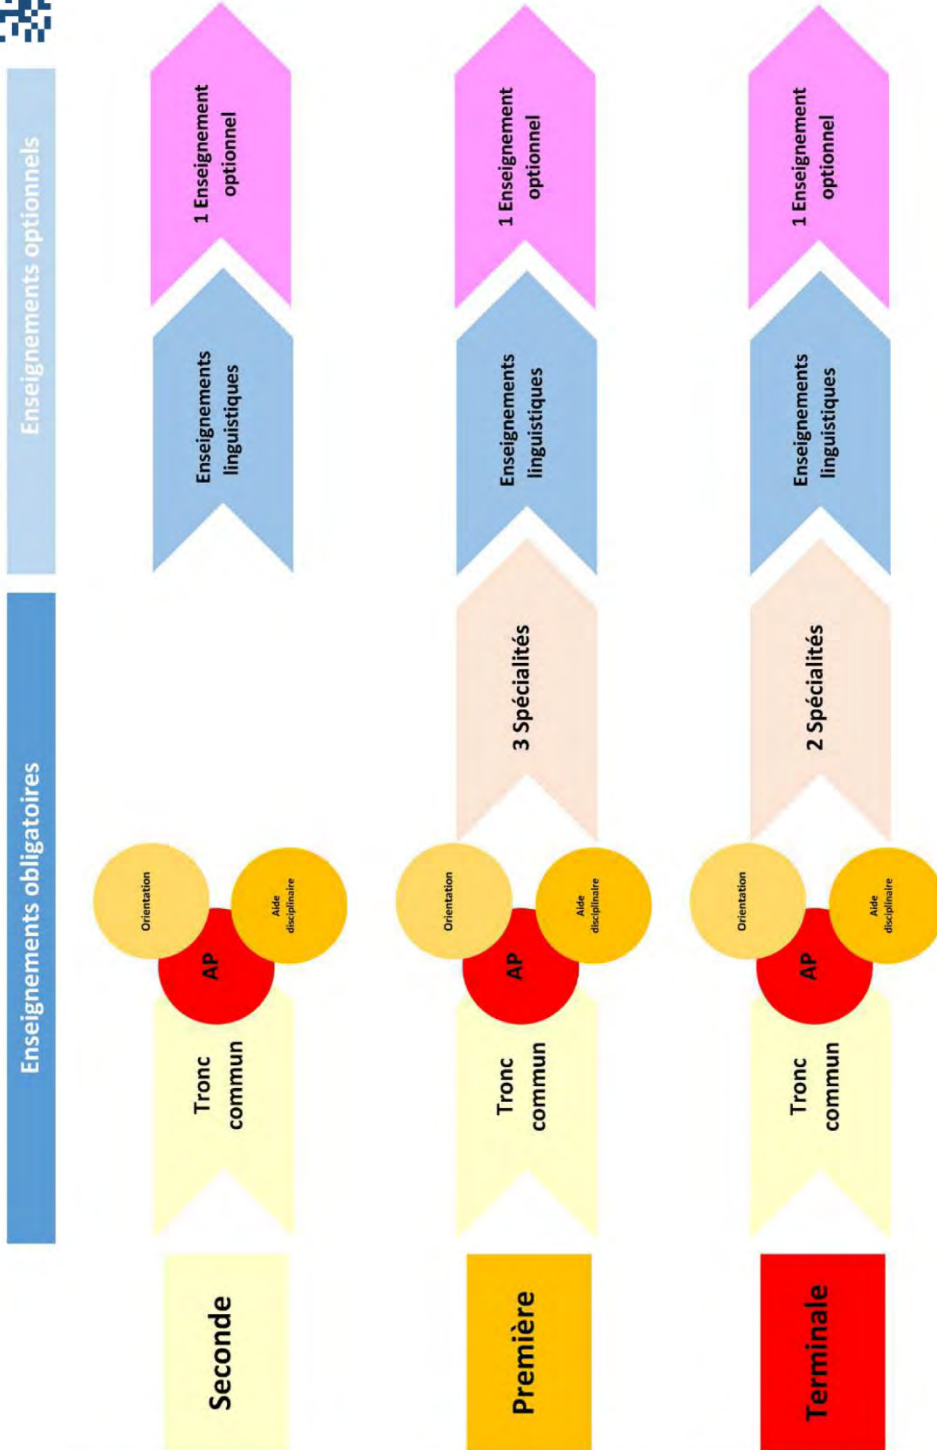 Enseignements obligatoires
Enseignements optionnels
Seconde
Tronc
commun
AP
Orientation
Aide
disciplinaire
Enseignements
linguistiques
1 Enseignement
optionnel
Première
Tronc
commun
AP
Orientation
Aide
disciplinaire
3 Spécialités
Enseignements
linguistiques
1 Enseignement
optionnel
Terminale
Tronc
commun
AP
Orientation
Aide
disciplinaire
2 Spécialités
Enseignements
linguistiques
1 Enseignement
optionnel